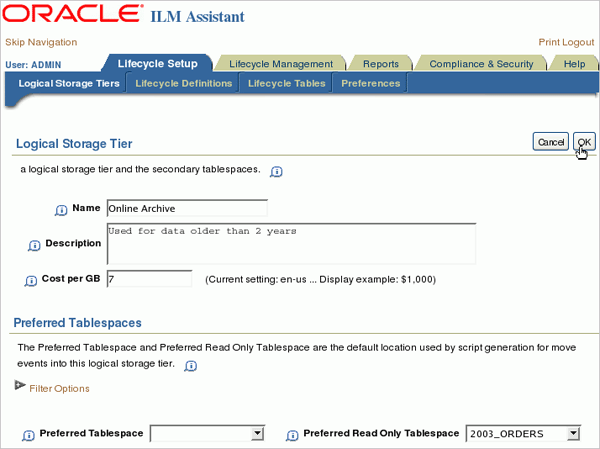 ORACLE ILM Assistant
Skip Navigation
Print Logout
User: ADMIN
Lifecycle Setup
Lifecycle Management
Reports
Compliance & Security
Help
Logical Storage Tiers
Lifecycle Definitions
Lifecycle Tables
Preferences
Logical Storage Tier
Cancel
OK
a logical storage tier and the secondary tablespaces.
Name
Online Archive
Description
Used for data older than 2 years
Cost per GB
7
(Current setting: en-us ... Display example: $1,000)
Preferred Tablespaces
The Preferred Tablespace and Preferred Read Only Tablespace are the default location used by script generation for move
events into this logical storage tier.
Filter Options
Preferred Tablespace
Preferred Read Only Tablespace
2003_ORDERS